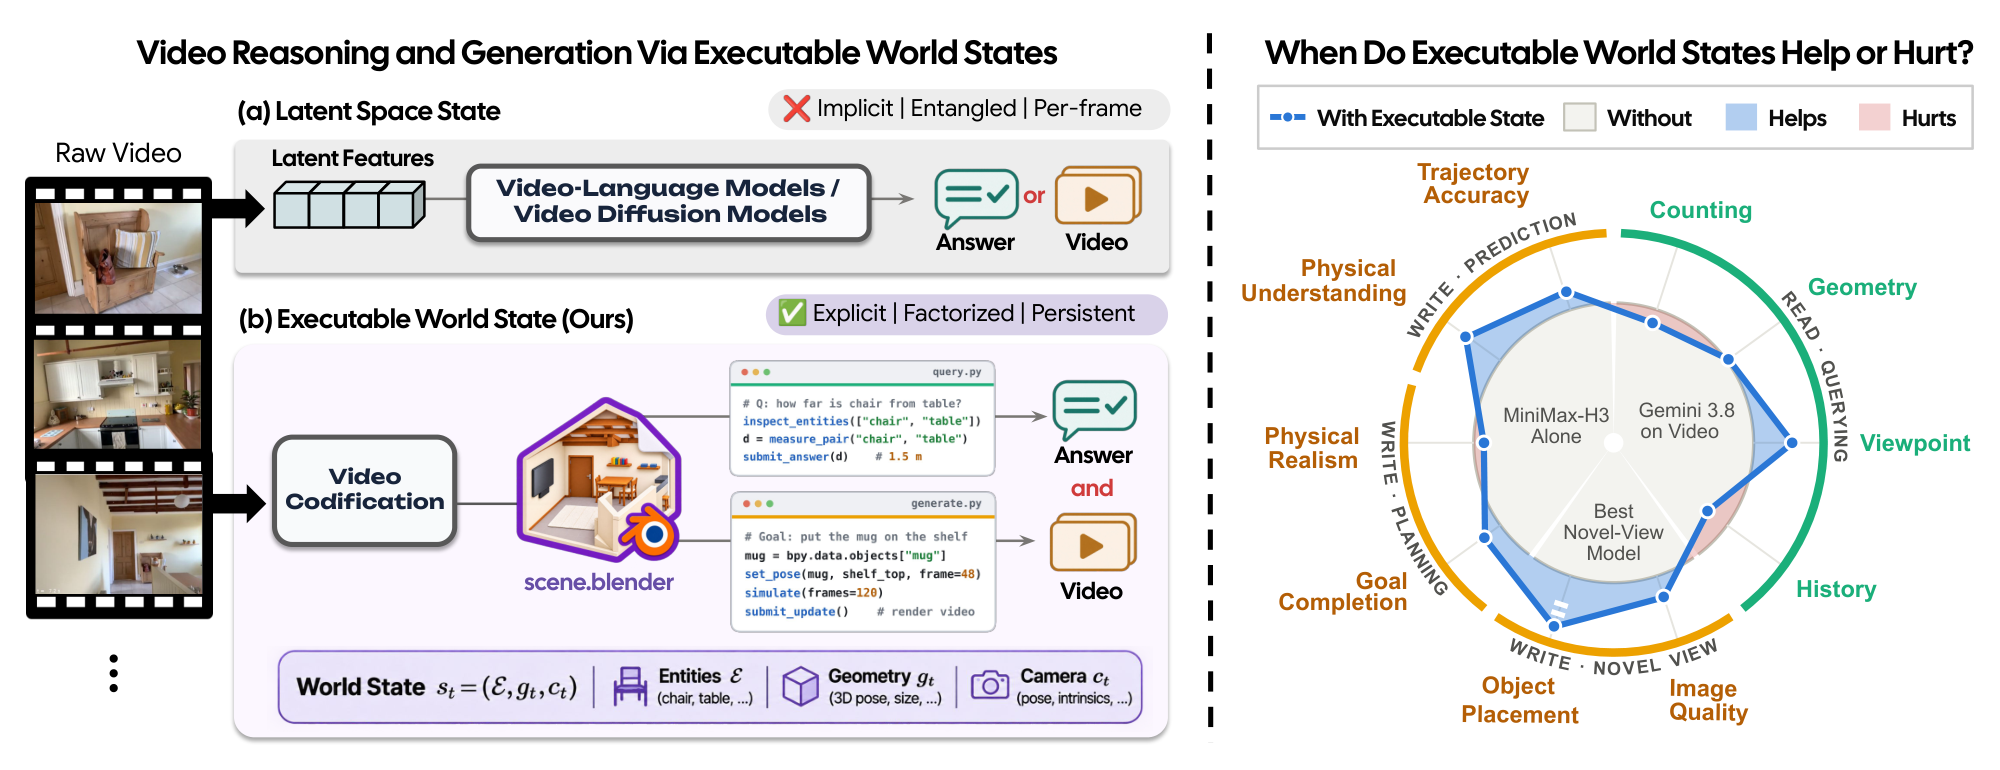 Video Reasoning and Generation Via Executable World States
(a) Latent Space State
❌ Implicit | Entangled | Per-frame
Raw Video
Latent Features
Video-Language Models /
Video Diffusion Models
or
Answer
Video
(b) Executable World State (Ours)
✅ Explicit | Factorized | Persistent
Video
Codification
scene.blender
query.py
# Q: how far is chair from table?
inspect_entities(["chair", "table"])
d = measure_pair("chair", "table")
submit_answer(d)    # 1.5 m
Answer
and
generate.py
# Goal: put the mug on the shelf
mug = bpy.data.objects["mug"]
set_pose(mug, shelf_top, frame=48)
simulate(frames=120)
submit_update()    # render video
Video
World State s_t = (ℰ, g_t, c_t)
Entities ℰ
(chair, table, ...)
Geometry g_t
(3D pose, size, ...)
Camera c_t
(pose, intrinsics, ...)
When Do Executable World States Help or Hurt?
With Executable State
Without
Helps
Hurts
Trajectory
Accuracy
Counting
Physical
Understanding
Geometry
WRITE · PREDICTION
READ · QUERYING
MiniMax-H3
Alone
Gemini 3.8
on Video
Physical
Realism
Viewpoint
WRITE · PLANNING
Best
Novel-View
Model
Goal
Completion
History
WRITE · NOVEL VIEW
Object
Placement
Image
Quality